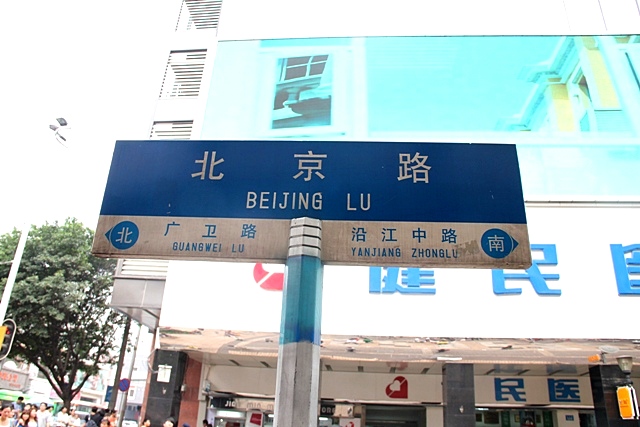 北京路
BEIJING LU
北 广卫路 沿江中路 南
GUANGWEI LU YANJIANG ZHONGLU
健民医
民医